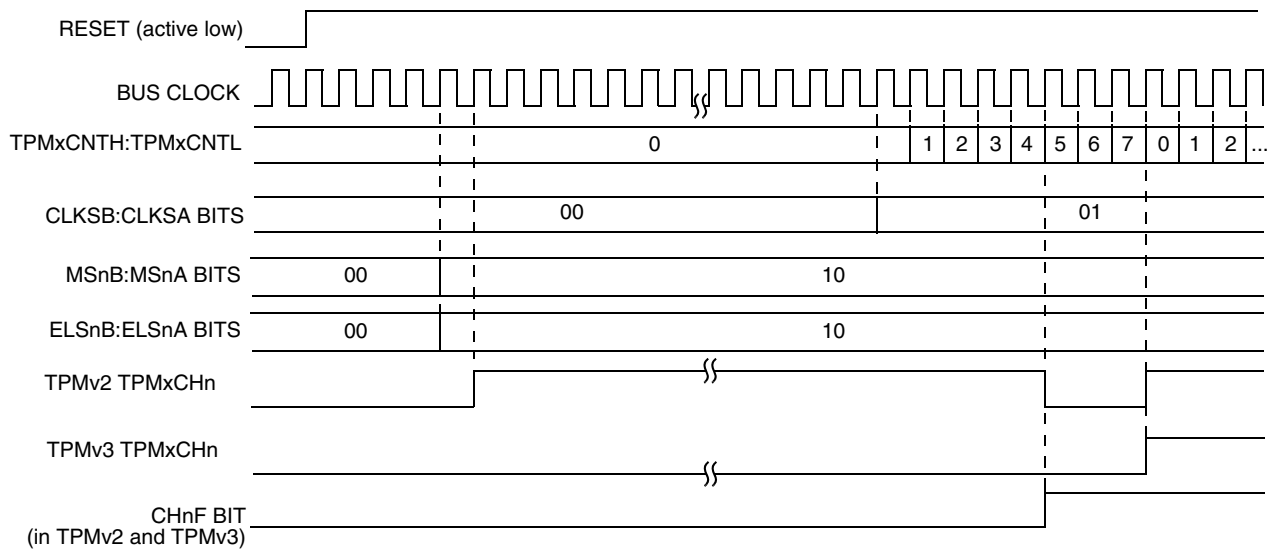 RESET (active low)
BUS CLOCK
TPMxCNTH:TPMxCNTL 0 1 2 3 4 5 6 7 0 1 2 ...
CLKSB:CLKSA BITS 00 01
MSnB:MSnA BITS 00 10
ELSnB:ELSnA BITS 00 10
TPMv2 TPMxCHn
TPMv3 TPMxCHn
CHnF BIT
(in TPMv2 and TPMv3)